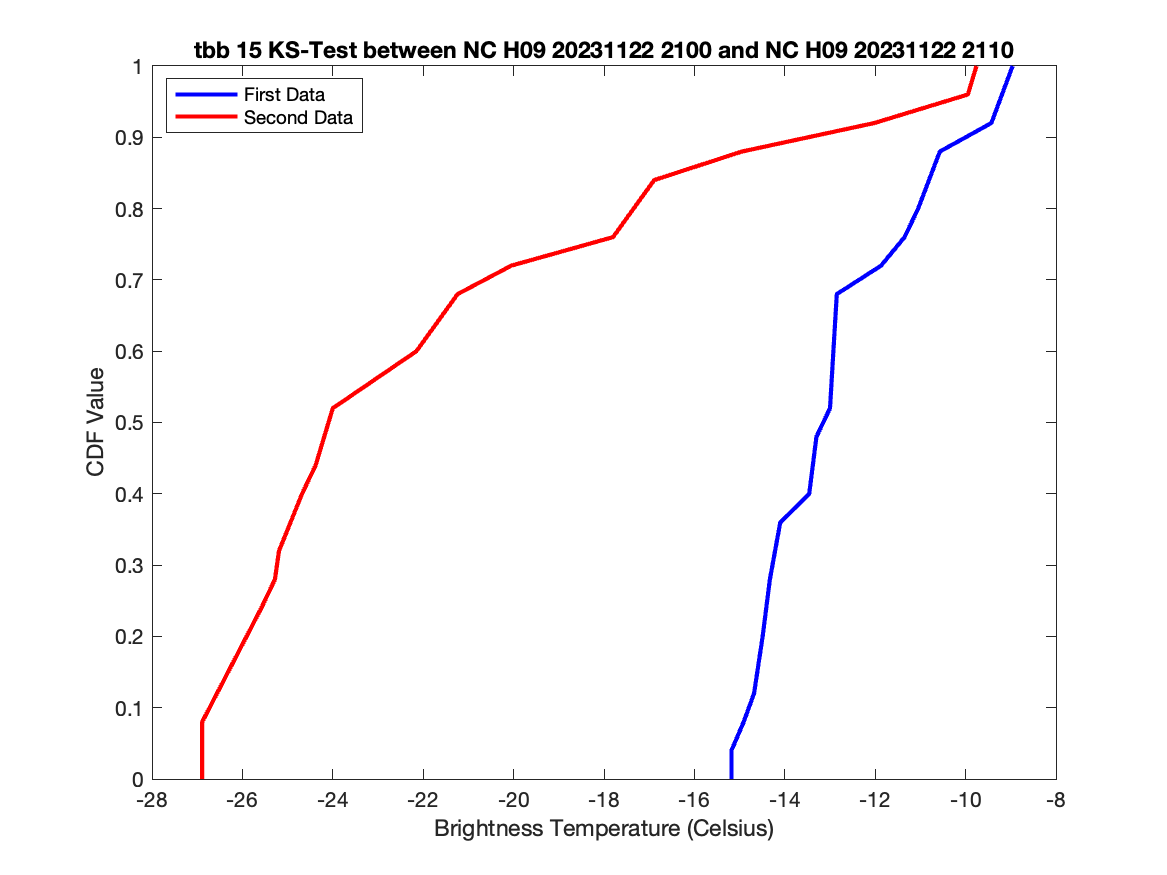 tbb 15 KS-Test between NC H09 20231122 2100 and NC H09 20231122 2110
First Data
Second Data
1
0.9
0.8
0.7
0.6
0.5
0.4
0.3
0.2
0.1
0
CDF Value
-28 -26 -24 -22 -20 -18 -16 -14 -12 -10 -8
Brightness Temperature (Celsius)